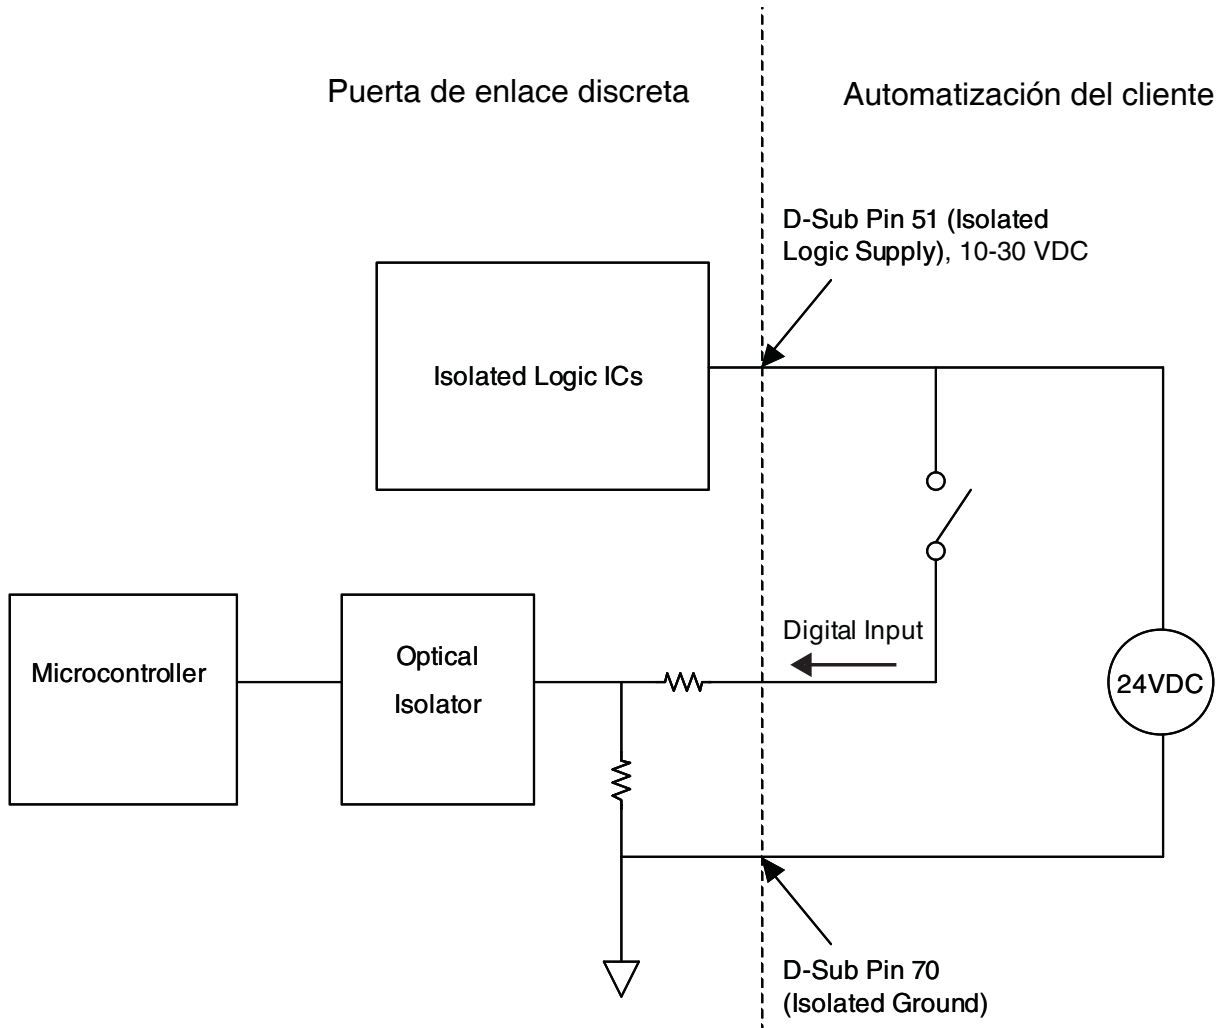 Puerta de enlace discreta
Automatización del cliente
D-Sub Pin 51 (Isolated
Logic Supply), 10-30 VDC
Isolated Logic ICs
Digital Input
Microcontroller
Optical
Isolator
24VDC
D-Sub Pin 70
(Isolated Ground)